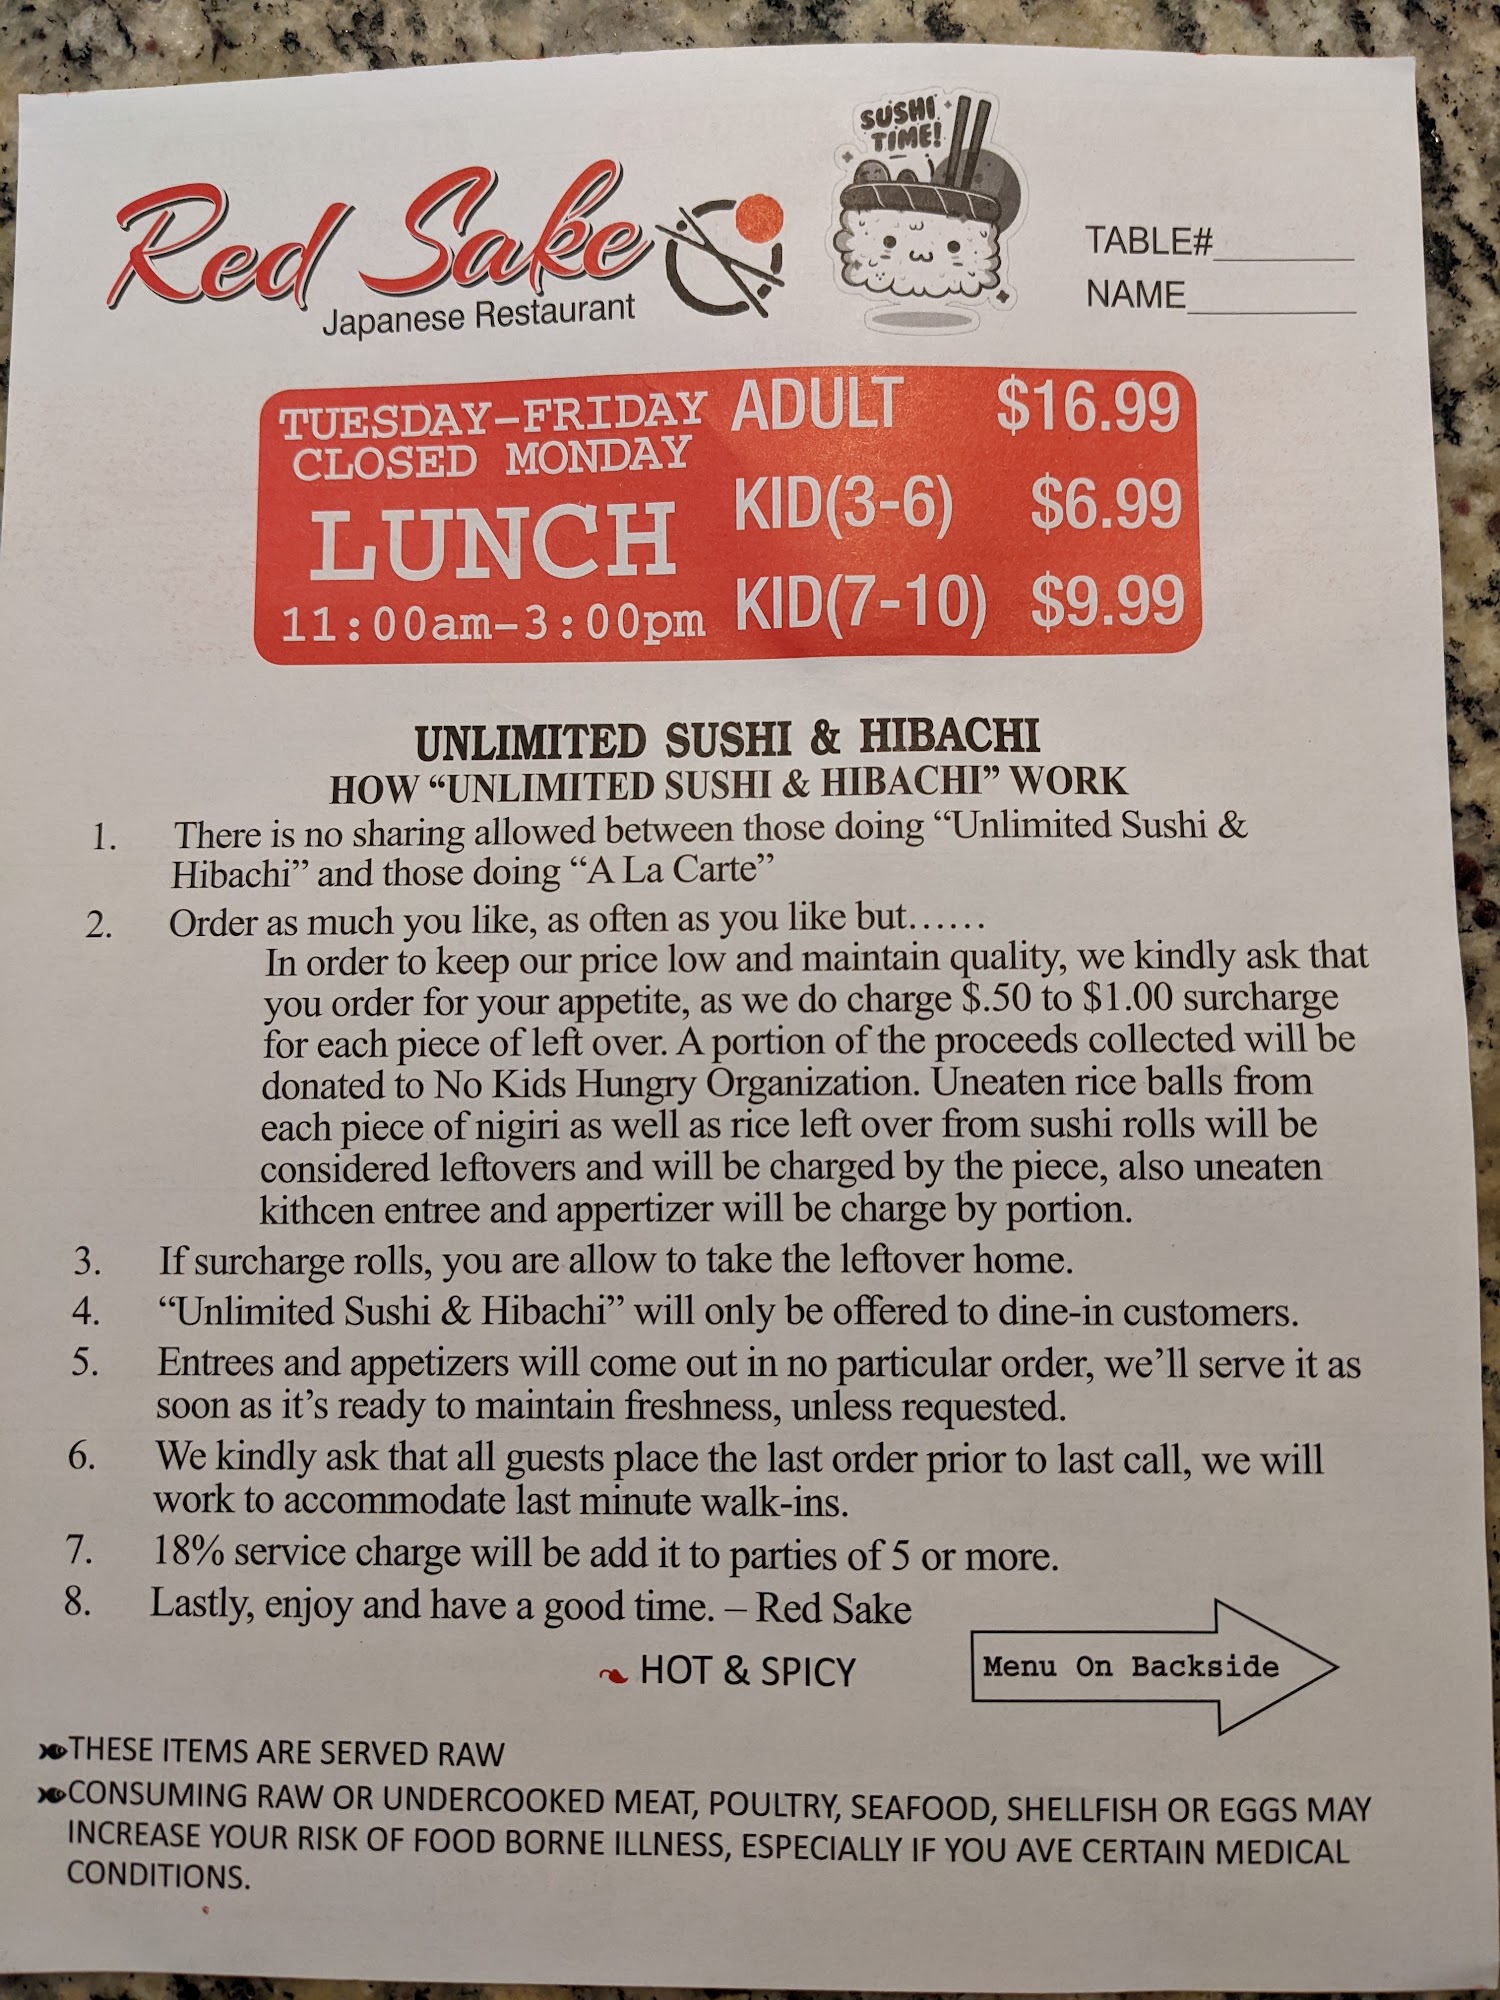 SUSHI
TIME!
Red Sake
Japanese Restaurant
TABLE#________
NAME__________
TUESDAY-FRIDAY
CLOSED MONDAY
LUNCH
11:00am-3:00pm
ADULT $16.99
KID(3-6) $6.99
KID(7-10) $9.99
UNLIMITED SUSHI & HIBACHI
HOW “UNLIMITED SUSHI & HIBACHI” WORK
1. There is no sharing allowed between those doing “Unlimited Sushi &
Hibachi” and those doing “A La Carte”
2. Order as much you like, as often as you like but......
In order to keep our price low and maintain quality, we kindly ask that
you order for your appetite, as we do charge $.50 to $1.00 surcharge
for each piece of left over. A portion of the proceeds collected will be
donated to No Kids Hungry Organization. Uneaten rice balls from
each piece of nigiri as well as rice left over from sushi rolls will be
considered leftovers and will be charged by the piece, also uneaten
kithcen entree and appertizer will be charge by portion.
3. If surcharge rolls, you are allow to take the leftover home.
4. “Unlimited Sushi & Hibachi” will only be offered to dine-in customers.
5. Entrees and appetizers will come out in no particular order, we’ll serve it as
soon as it’s ready to maintain freshness, unless requested.
6. We kindly ask that all guests place the last order prior to last call, we will
work to accommodate last minute walk-ins.
7. 18% service charge will be add it to parties of 5 or more.
8. Lastly, enjoy and have a good time. – Red Sake
HOT & SPICY
Menu On Backside
THESE ITEMS ARE SERVED RAW
CONSUMING RAW OR UNDERCOOKED MEAT, POULTRY, SEAFOOD, SHELLFISH OR EGGS MAY
INCREASE YOUR RISK OF FOOD BORNE ILLNESS, ESPECIALLY IF YOU AVE CERTAIN MEDICAL
CONDITIONS.